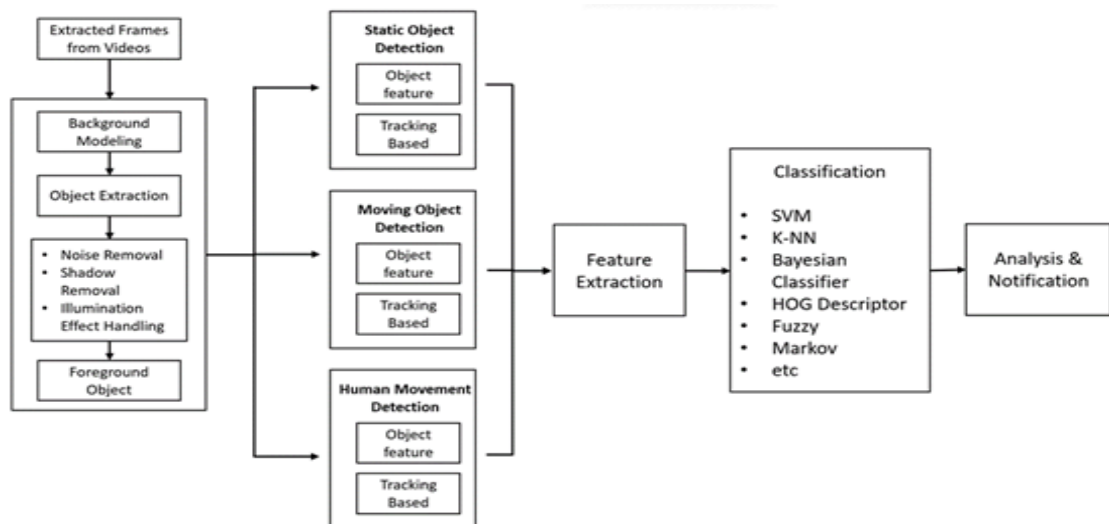 Extracted Frames
from Videos
Background
Modeling
Object Extraction
• Noise Removal
• Shadow
Removal
• Illumination
Effect Handling
Foreground
Object
Static Object
Detection
Object
feature
Tracking
Based
Moving Object
Detection
Object
feature
Tracking
Based
Human Movement
Detection
Object
feature
Tracking
Based
Feature
Extraction
Classification
• SVM
• K-NN
• Bayesian
Classifier
• HOG Descriptor
• Fuzzy
• Markov
• etc
Analysis &
Notification